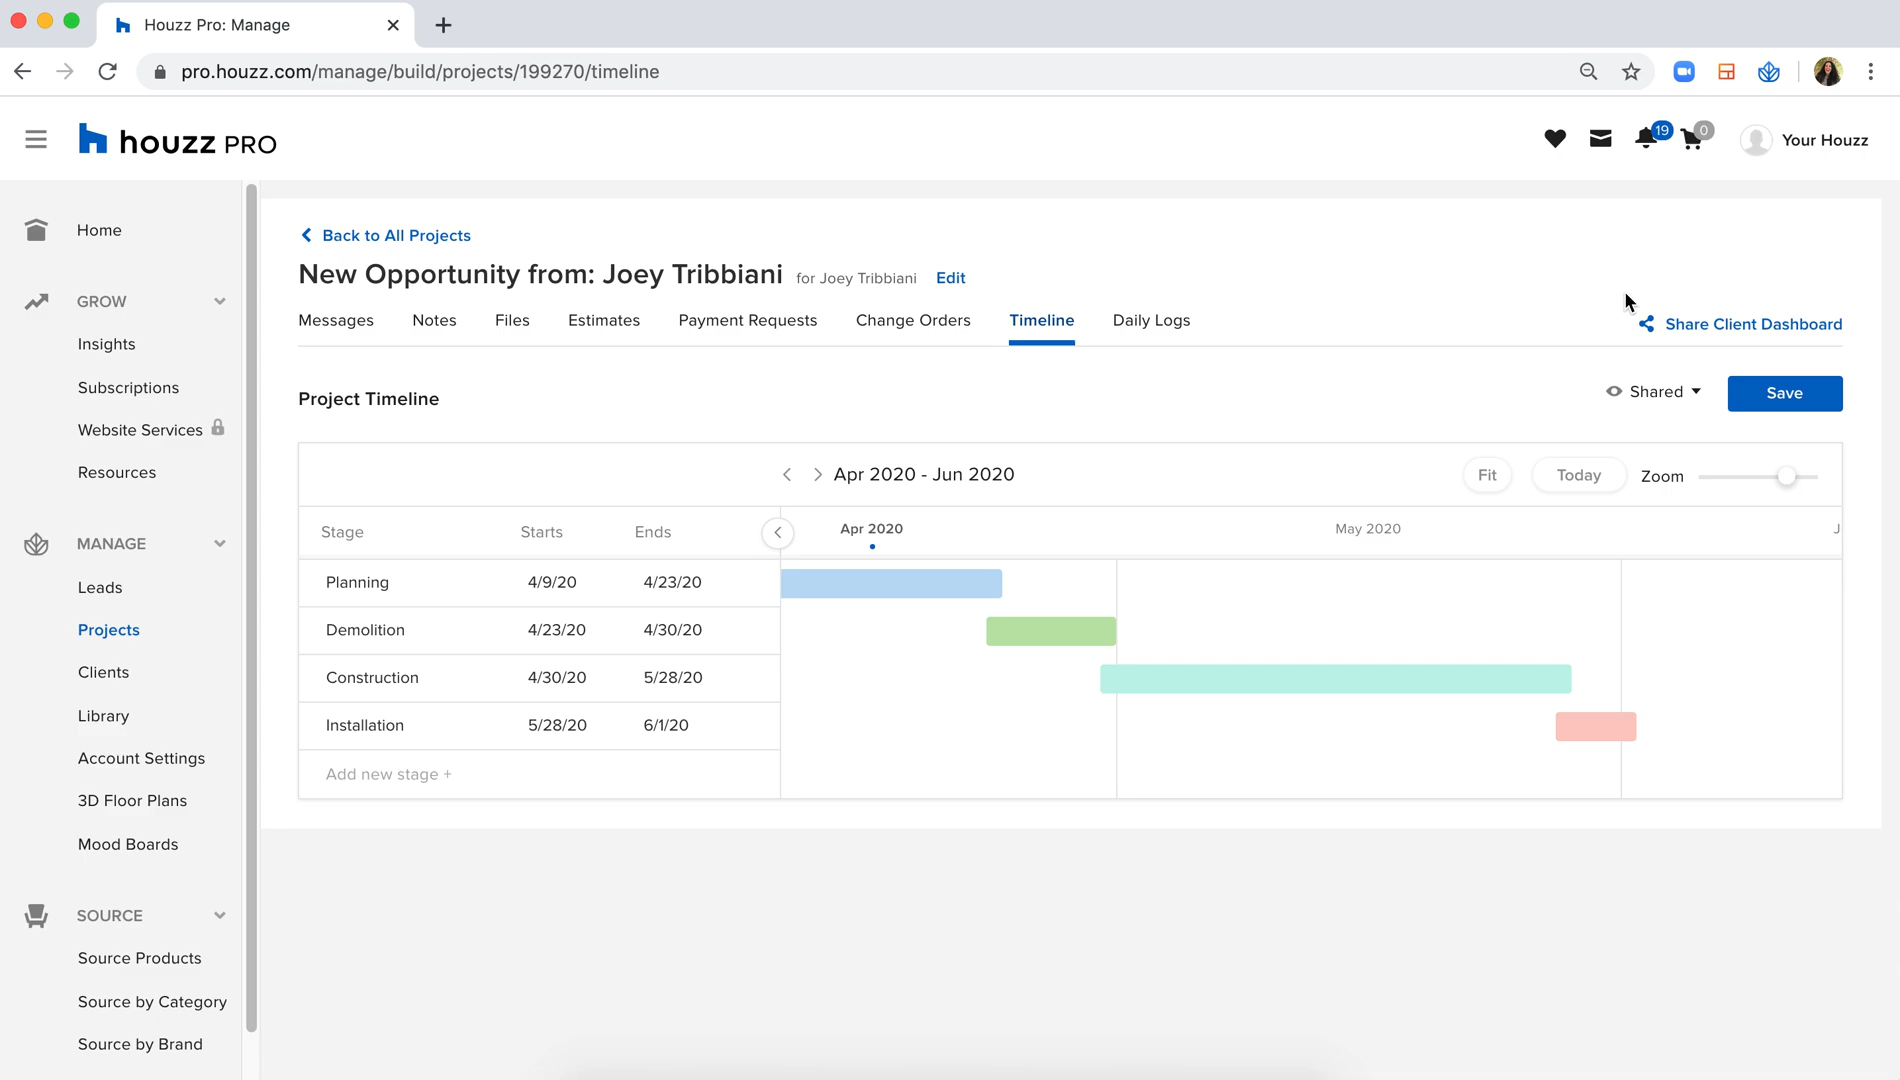 Houzz Pro: Manage
pro.houzz.com/manage/build/projects/199270/timeline
houzz PRO
19
0
Your Houzz
Home
GROW
Insights
Subscriptions
Website Services
Resources
MANAGE
Leads
Projects
Clients
Library
Account Settings
3D Floor Plans
Mood Boards
SOURCE
Source Products
Source by Category
Source by Brand
Back to All Projects
New Opportunity from: Joey Tribbiani for Joey Tribbiani Edit
Messages Notes Files Estimates Payment Requests Change Orders Timeline Daily Logs
Share Client Dashboard
Project Timeline
Shared
Save
Apr 2020 - Jun 2020
Fit Today Zoom
Stage Starts Ends
Apr 2020 May 2020 J
Planning 4/9/20 4/23/20
Demolition 4/23/20 4/30/20
Construction 4/30/20 5/28/20
Installation 5/28/20 6/1/20
Add new stage +